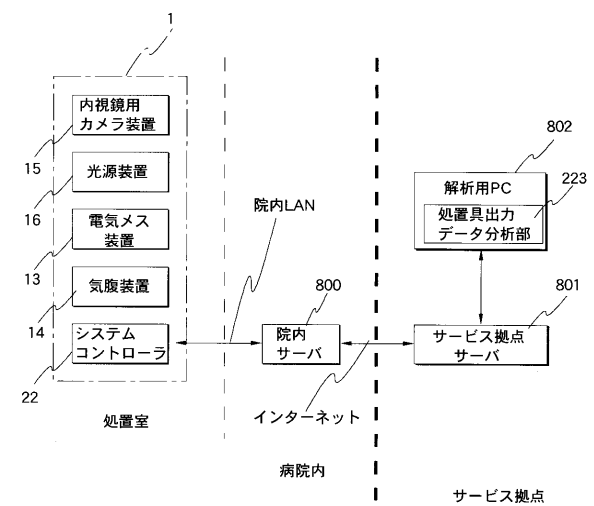 1
内視鏡用
カメラ装置
15
光源装置
16
電気メス
装置
13
気腹装置
14
システム
コントローラ
22
処置室
院内LAN
800
院内
サーバ
インターネット
病院内
802
解析用PC
223
処置具出力
データ分析部
801
サービス拠点
サーバ
サービス拠点